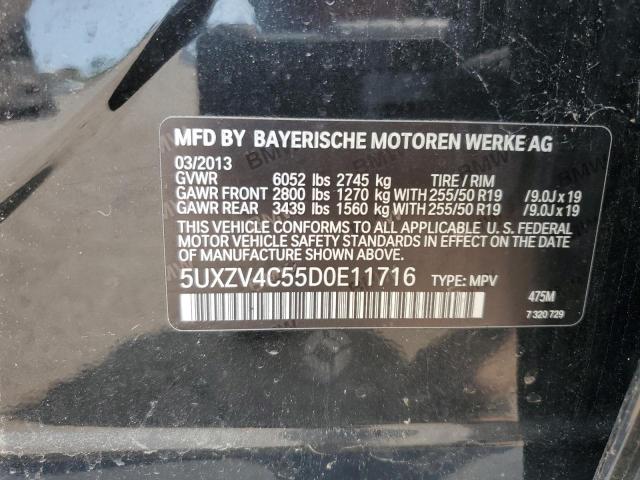 MFD BY BAYERISCHE MOTOREN WERKE AG
03/2013
GVWR 6052 lbs 2745 kg TIRE / RIM
GAWR FRONT 2800 lbs 1270 kg WITH 255/50 R19 /9.0J x 19
GAWR REAR 3439 lbs 1560 kg WITH 255/50 R19 /9.0J x 19
THIS VEHICLE CONFORMS TO ALL APPLICABLE U. S. FEDERAL
MOTOR VEHICLE SAFETY STANDARDS IN EFFECT ON THE DATE
OF MANUFACTURE SHOWN ABOVE.
5UXZV4C55D0E11716 TYPE: MPV
475M
7 320 729